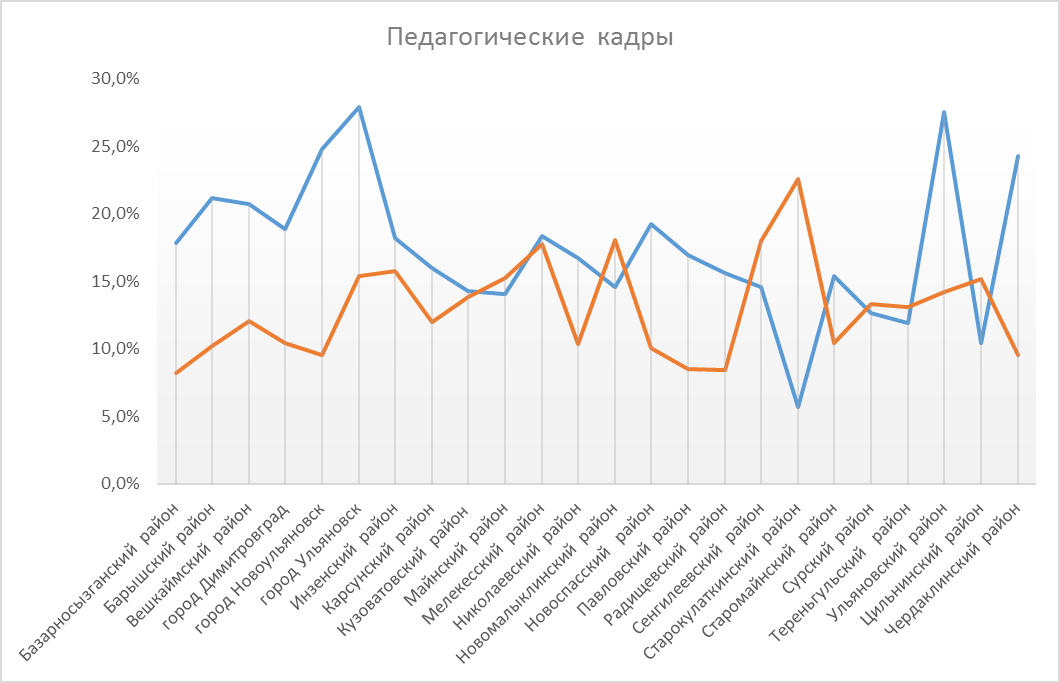 Педагогические кадры
30,0%
25,0%
20,0%
15,0%
10,0%
5,0%
0,0%
Базарносызганский район
Барышский район
Вешкаймский район
город Димитровград
город Новоульяновск
город Ульяновск
Инзенский район
Карсунский район
Кузоватовский район
Майнский район
Мелекесский район
Николаевский район
Новомалыклинский район
Новоспасский район
Павловский район
Радищевский район
Сенгилеевский район
Старокулаткинский район
Старомайнский район
Сурский район
Тереньгульский район
Ульяновский район
Цильнинский район
Чердаклинский район